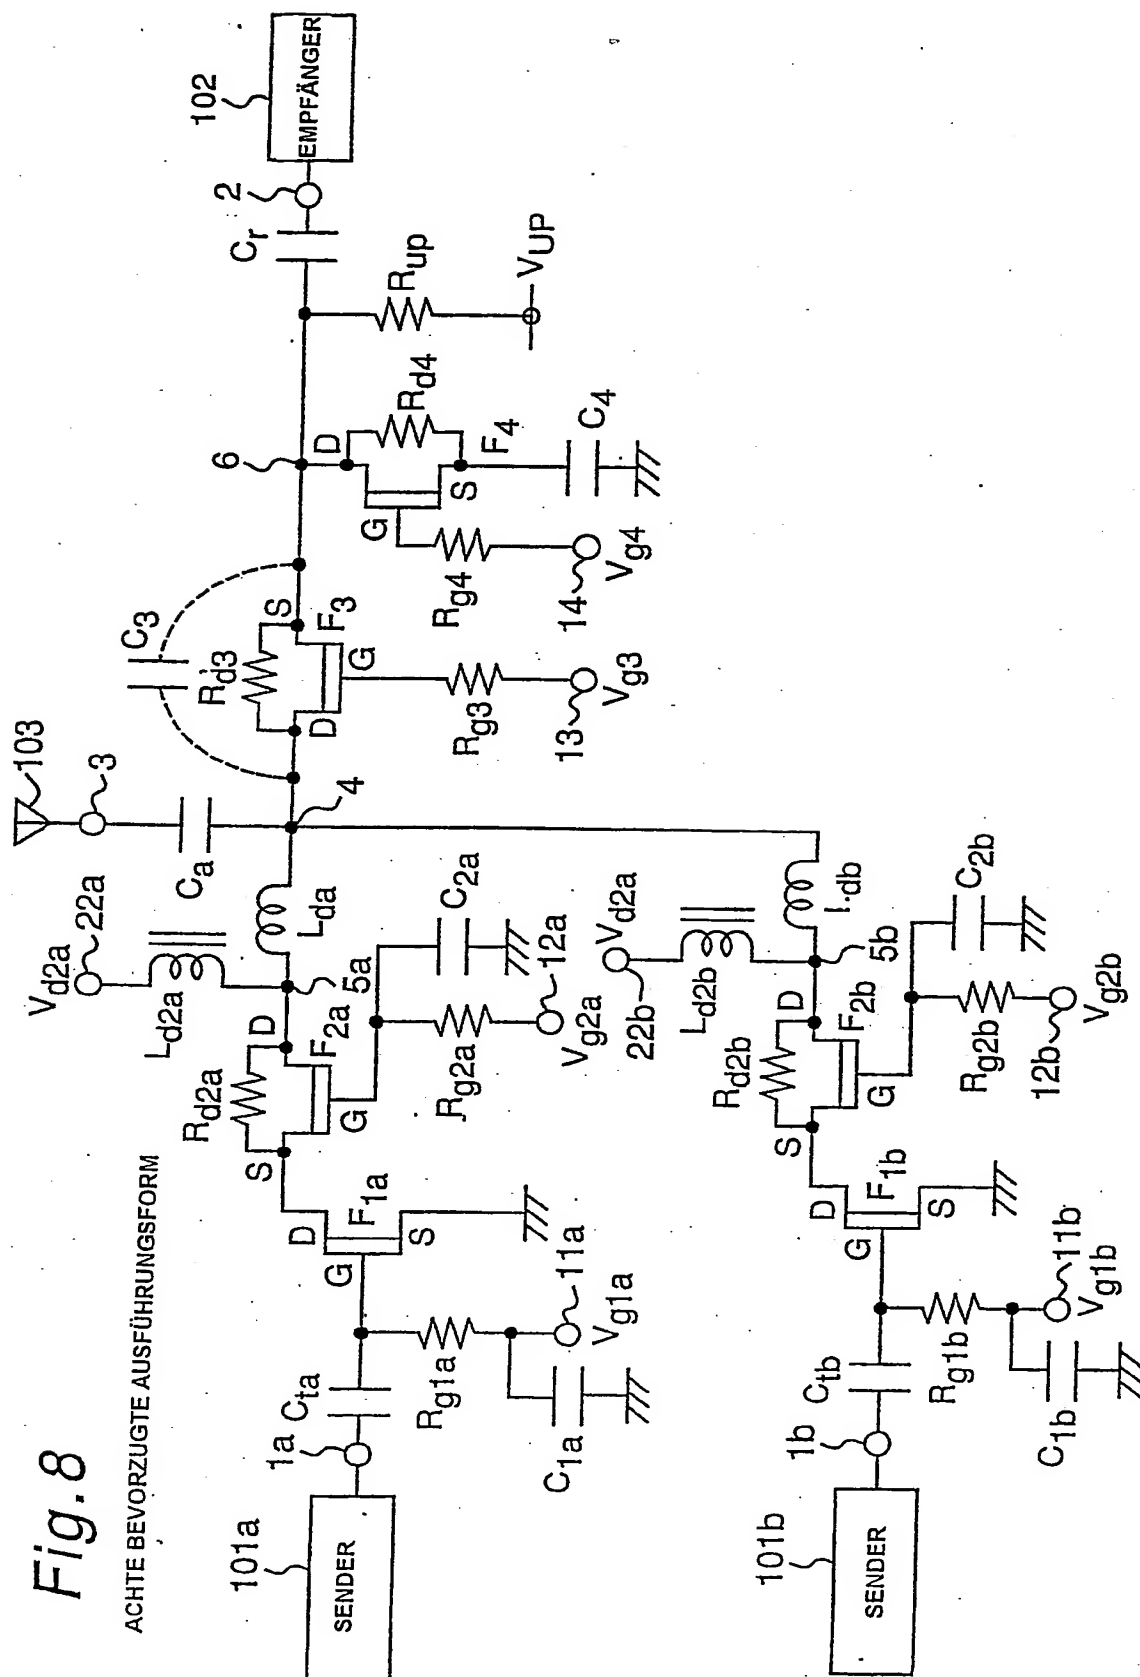 Fig.8
ACHTE BEVORZUGTE AUSFÜHRUNGSFORM
101a
SENDER
1a
Cta
Rg1a
C1a
11a
Vg1a
G
D
S
F1a
S
Rd2a
D
F2a
G
Vd2a
22a
Ld2a
5a
Lda
C2a
Rg2a
12a
Vg2a
103
3
Ca
4
C3
Rd3
D
S
F3
G
Rg3
13
Vg3
6
D
Rd4
G
S
F4
C4
Rg4
14
Vg4
Rup
VUP
Cr
2
102
EMPFÄNGER
101b
SENDER
1b
Ctb
Rg1b
C1b
11b
Vg1b
G
D
S
F1b
S
Rd2b
D
F2b
G
Vd2a
22b
Ld2b
5b
Ldb
C2b
Rg2b
12b
Vg2b